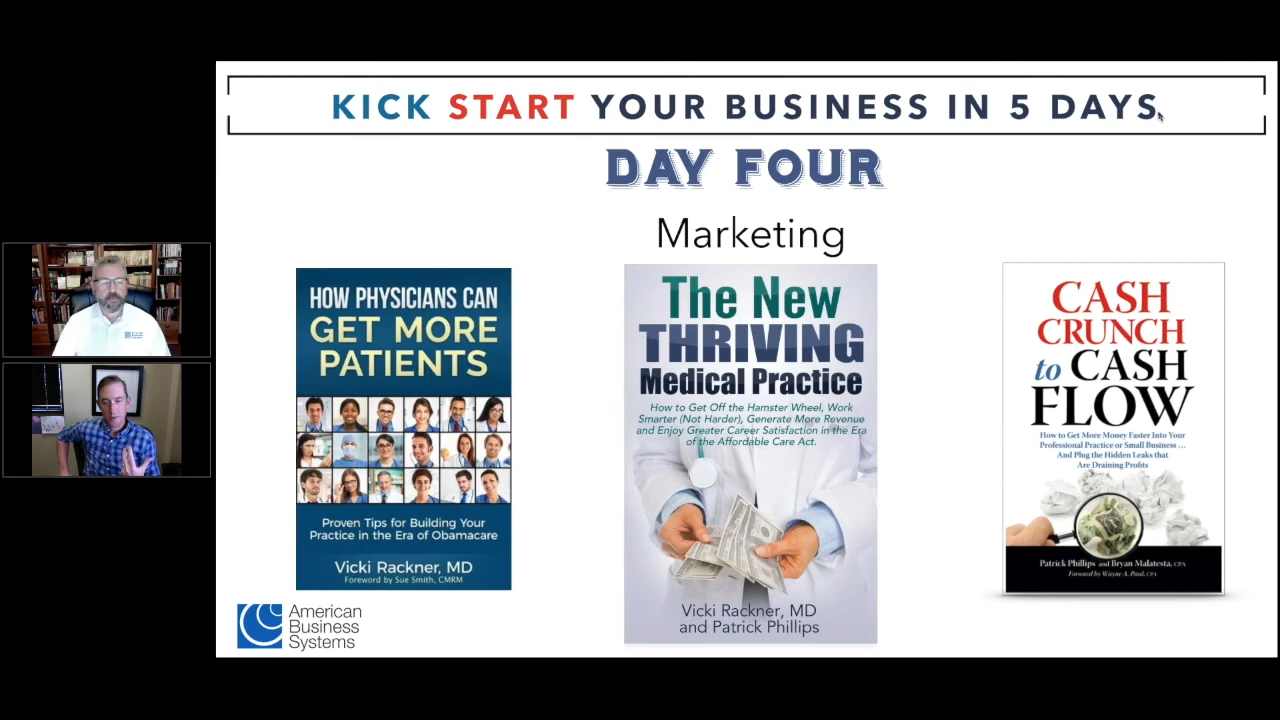 KICK START YOUR BUSINESS IN 5 DAYS
DAY FOUR
Marketing
HOW PHYSICIANS CAN
GET MORE
PATIENTS
Proven Tips for Building Your
Practice in the Era of Obamacare
Vicki Rackner, MD
Foreword by Sue Smith, CMRM
The New
THRIVING
Medical Practice
How to Get Off the Hamster Wheel, Work
Smarter (Not Harder), Generate More Revenue
and Enjoy Greater Career Satisfaction in the Era
of the Affordable Care Act.
Vicki Rackner, MD
and Patrick Phillips
CASH
CRUNCH
to CASH
FLOW
How to Get More Money Faster Into Your
Professional Practice or Small Business ...
And Plug the Hidden Leaks that
Are Draining Profits
Patrick Phillips and Bryan Malatesta, CPA
Forward by Wayne A. Paul, CPA
American
Business
Systems